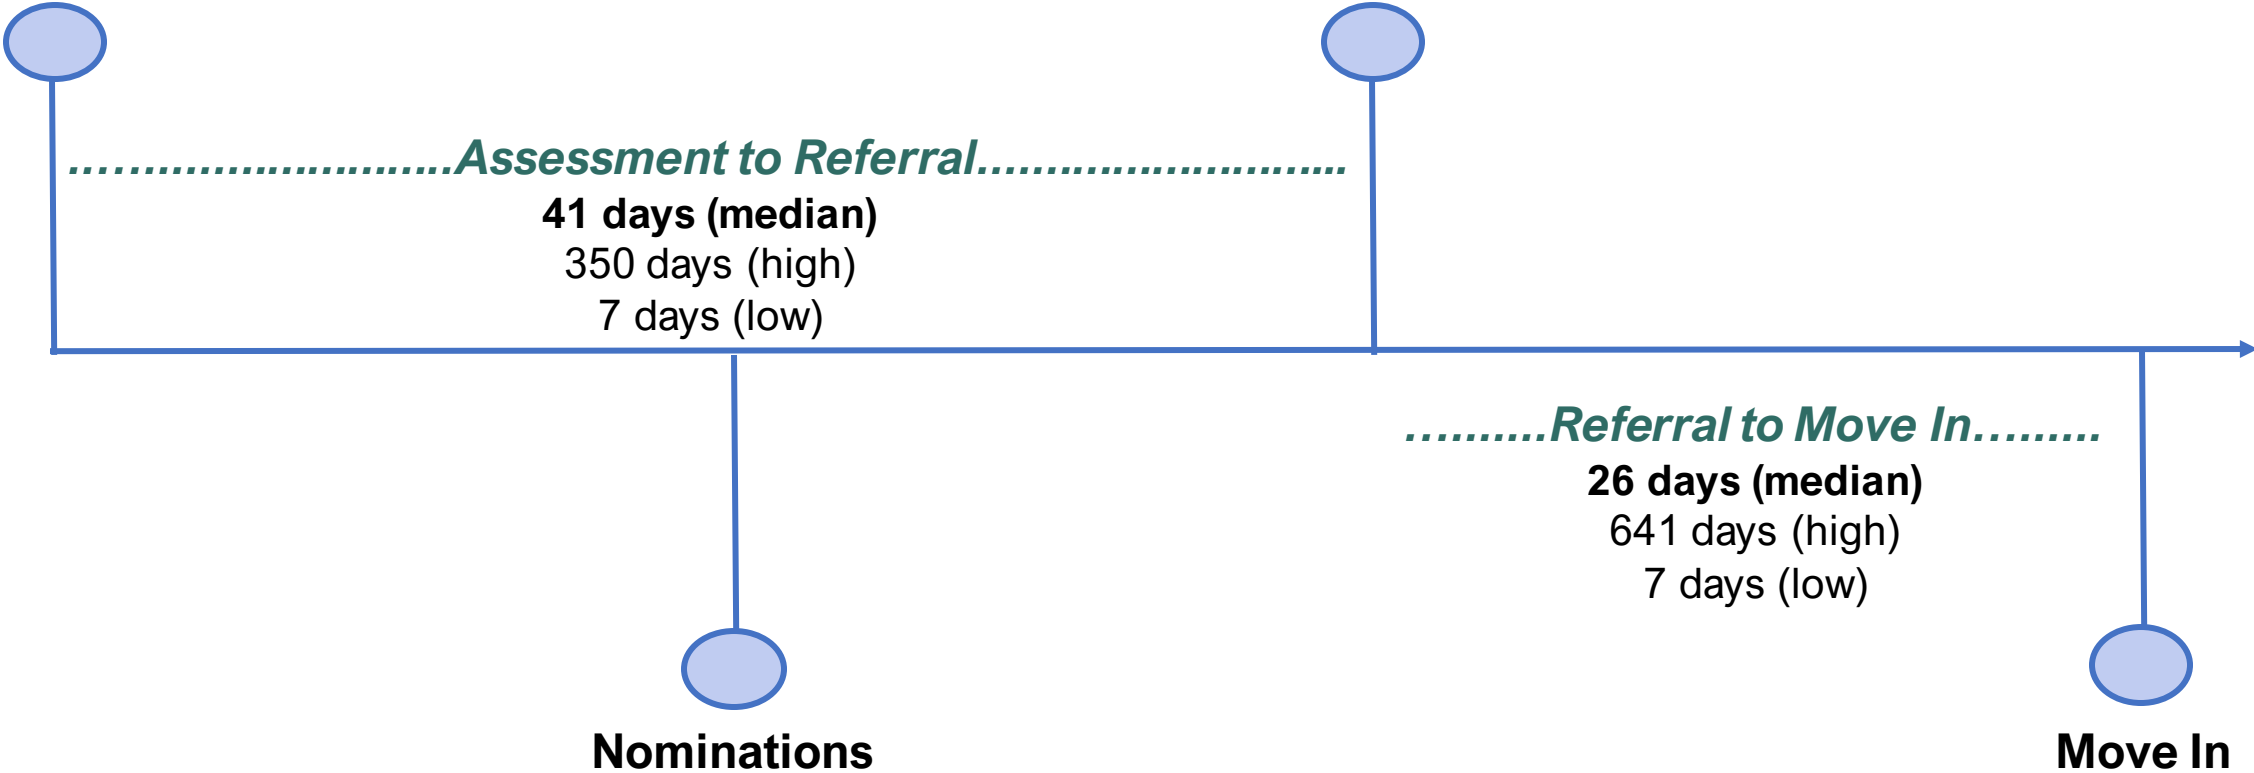 ........................Assessment to Referral...........................
41 days (median)
350 days (high)
7 days (low)
..........Referral to Move In.........
26 days (median)
641 days (high)
7 days (low)
Nominations
Move In